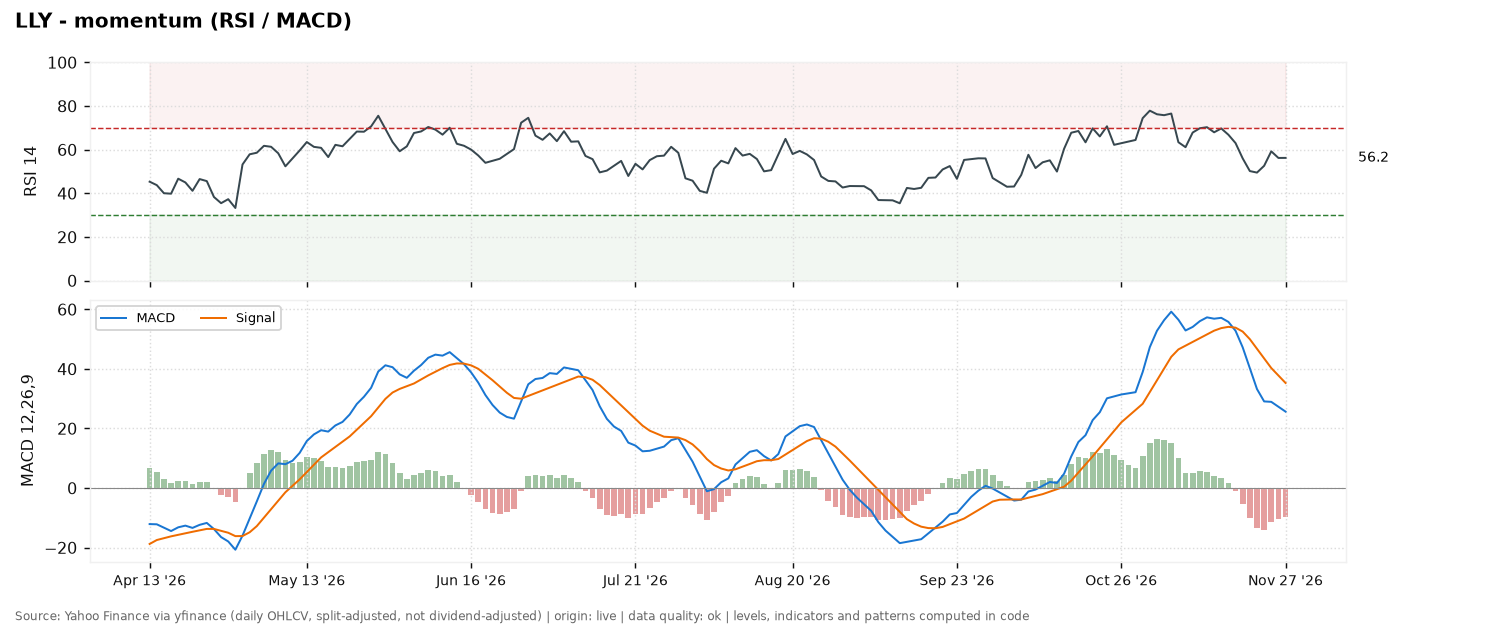 LLY - momentum (RSI / MACD)
100
80
60
40
20
0
RSI 14
56.2
60
40
20
0
−20
MACD 12,26,9
MACD
Signal
Apr 13 '26
May 13 '26
Jun 16 '26
Jul 21 '26
Aug 20 '26
Sep 23 '26
Oct 26 '26
Nov 27 '26
Source: Yahoo Finance via yfinance (daily OHLCV, split-adjusted, not dividend-adjusted) | origin: live | data quality: ok | levels, indicators and patterns computed in code